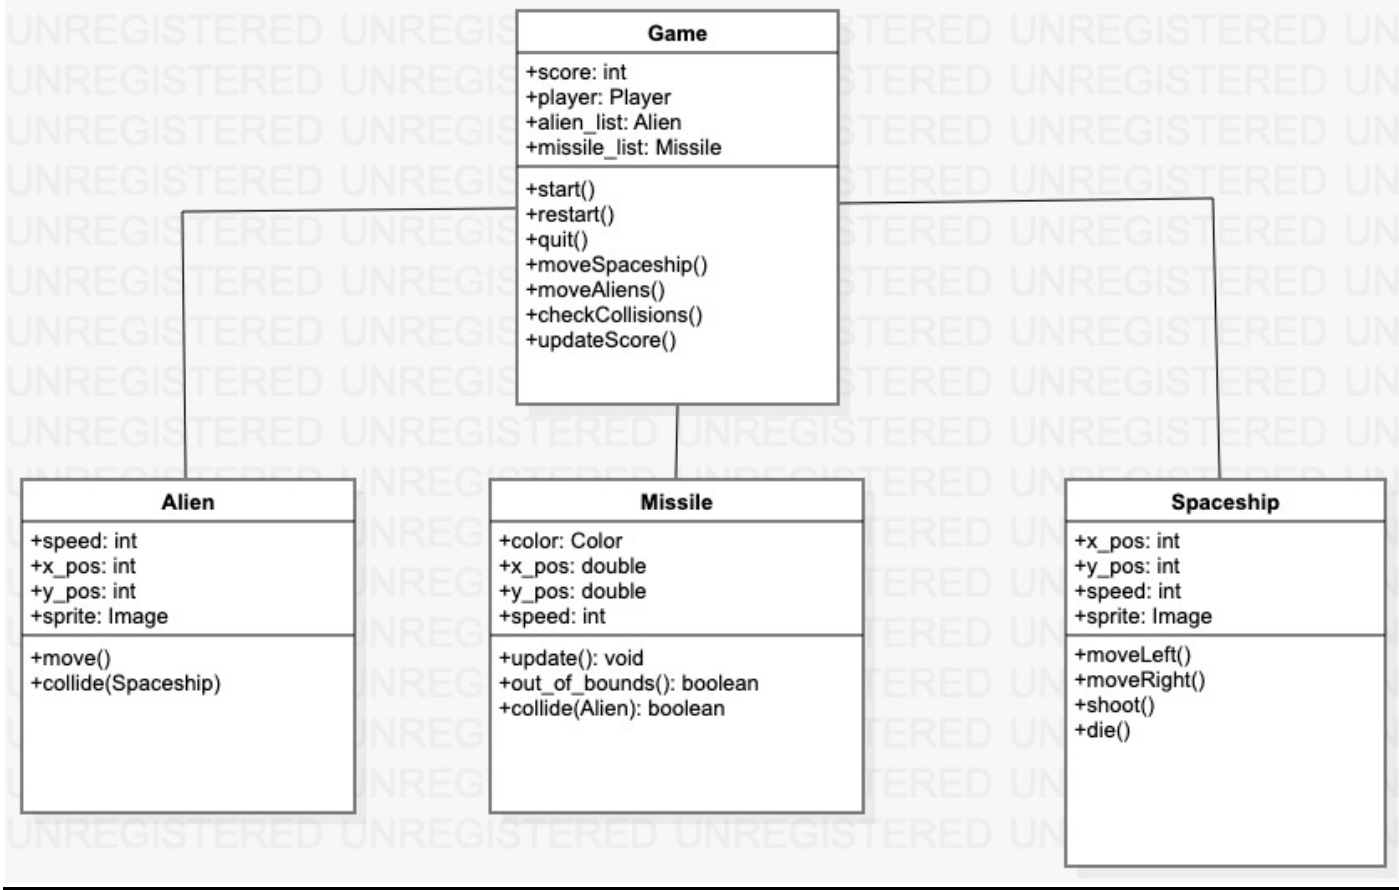 Game
+score: int
+player: Player
+alien_list: Alien
+missile_list: Missile
+start()
+restart()
+quit()
+moveSpaceship()
+moveAliens()
+checkCollisions()
+updateScore()
Alien
+speed: int
+x_pos: int
+y_pos: int
+sprite: Image
+move()
+collide(Spaceship)
Missile
+color: Color
+x_pos: double
+y_pos: double
+speed: int
+update(): void
+out_of_bounds(): boolean
+collide(Alien): boolean
Spaceship
+x_pos: int
+y_pos: int
+speed: int
+sprite: Image
+moveLeft()
+moveRight()
+shoot()
+die()
UNREGISTERED